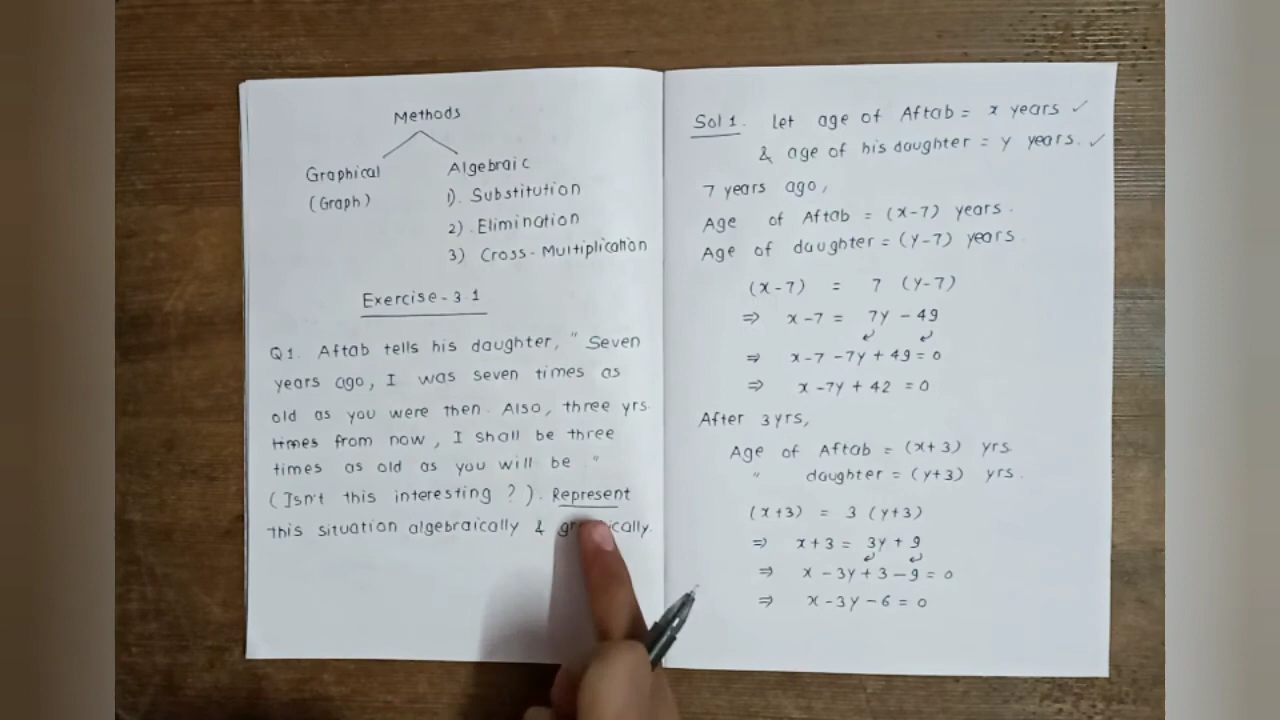 Methods
Graphical
(Graph)
Algebraic
1). Substitution
2). Elimination
3) Cross-Multiplication
Exercise-3.1
Q1. Aftab tells his daughter, "Seven
years ago, I was seven times as
old as you were then. Also, three yrs.
from now, I shall be three
times as old as you will be "
(Isn't this interesting ?). Represent
this situation algebraically &
Sol 1. Let age of Aftab = x years ✓
& age of his daughter = y years. ✓
7 years ago,
Age of Aftab = (x-7) years.
Age of daughter = (y-7) years
(x-7) = 7 (y-7)
⇒ x-7 = 7y - 49
⇒ x-7-7y+49=0
⇒ x-7y+42 =0
After 3yrs,
Age of Aftab = (x+3) yrs.
" daughter = (y+3) yrs.
(x+3) = 3 (y+3)
⇒ x+3 = 3y+9
⇒ x-3y+3-9=0
⇒ x-3y-6=0